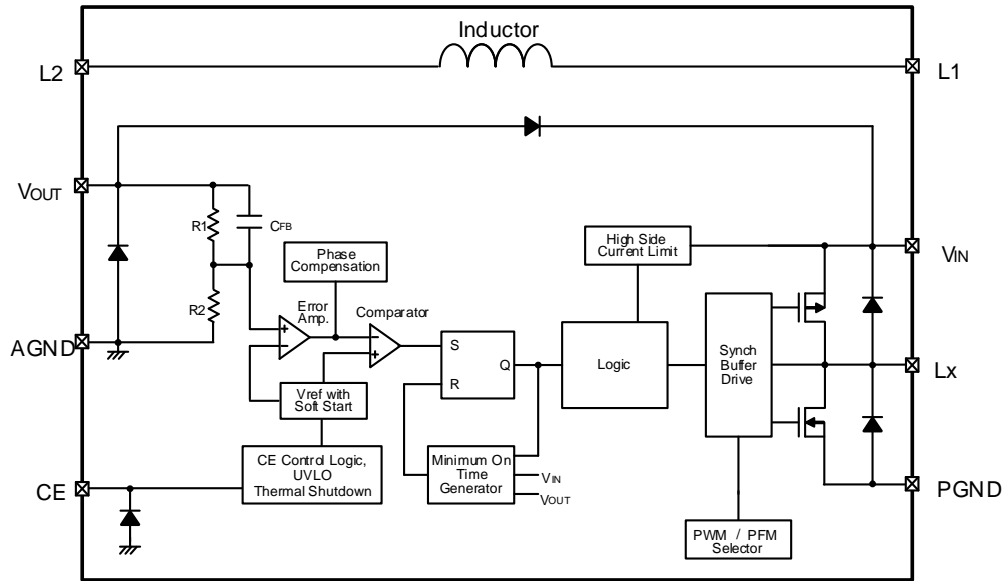 Inductor
L2
L1
VOUT
R1
CFB
R2
Phase
Compensation
High Side
Current Limit
VIN
Error
Amp.
Comparator
+
−
−
+
AGND
S
Q
R
Logic
Synch
Buffer
Drive
Lx
Vref with
Soft Start
CE Control Logic,
UVLO
Thermal Shutdown
Minimum On
Time
Generator
VIN
VOUT
CE
PGND
PWM / PFM
Selector